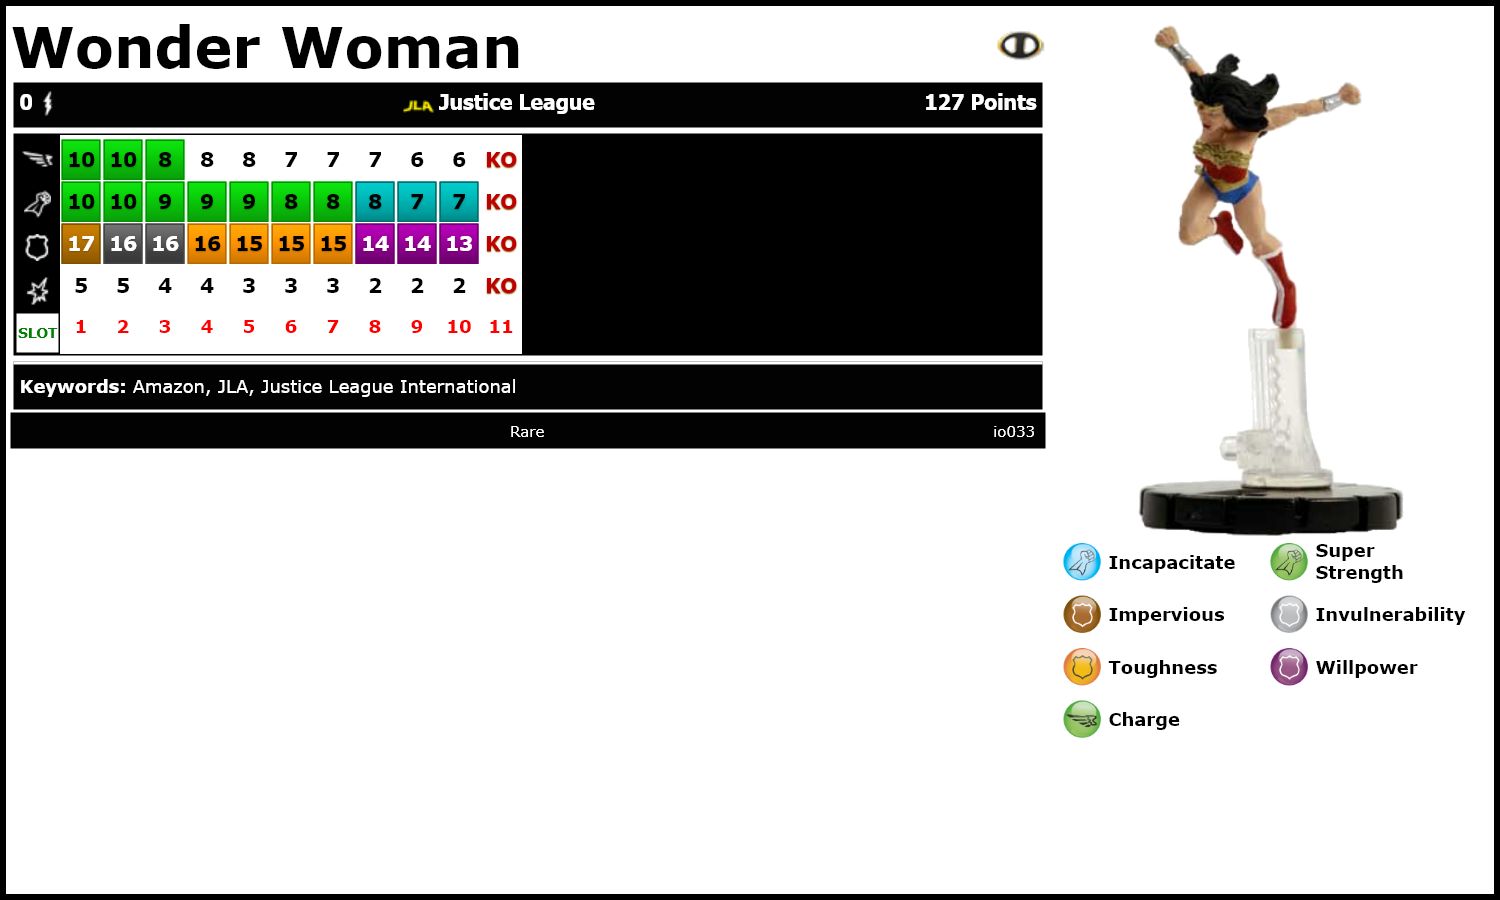 Wonder Woman
0 JLA Justice League 127 Points
10 10 8 8 8 7 7 7 6 6 KO
10 10 9 9 9 8 8 8 7 7 KO
17 16 16 16 15 15 15 14 14 13 KO
5 5 4 4 3 3 3 2 2 2 KO
SLOT 1 2 3 4 5 6 7 8 9 10 11
Keywords: Amazon, JLA, Justice League International
Rare io033
Incapacitate
Super
Strength
Impervious
Invulnerability
Toughness
Willpower
Charge